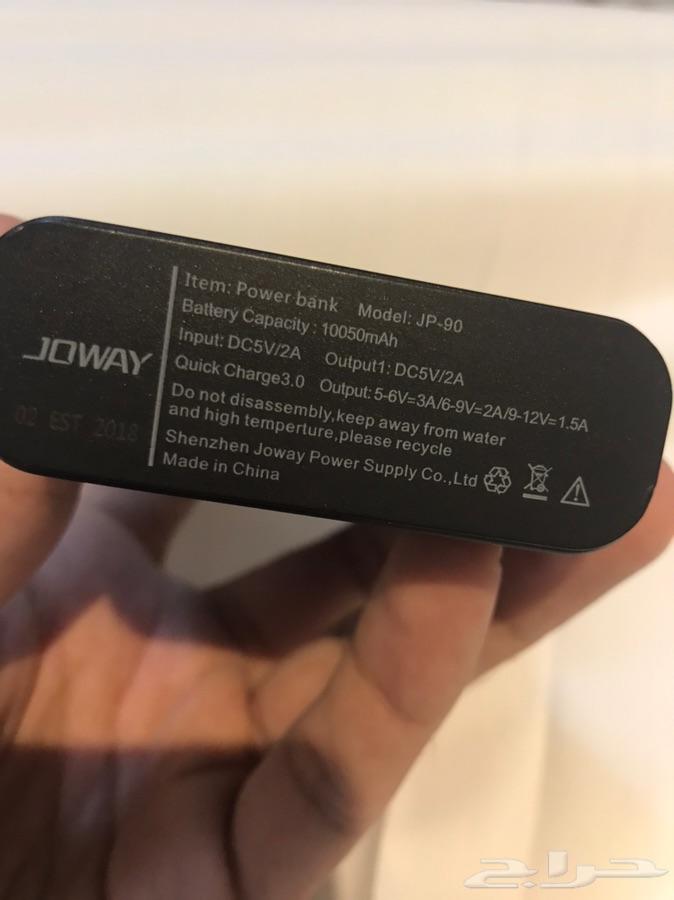 JOWAY
02 EST 2018
Item: Power bank Model: JP-90
Battery Capacity : 10050mAh
Input: DC5V/2A Output1: DC5V/2A
Quick Charge3.0 Output: 5-6V=3A/6-9V=2A/9-12V=1.5A
Do not disassembly,keep away from water
and high temperture,please recycle
Shenzhen Joway Power Supply Co.,Ltd
Made in China
حراج